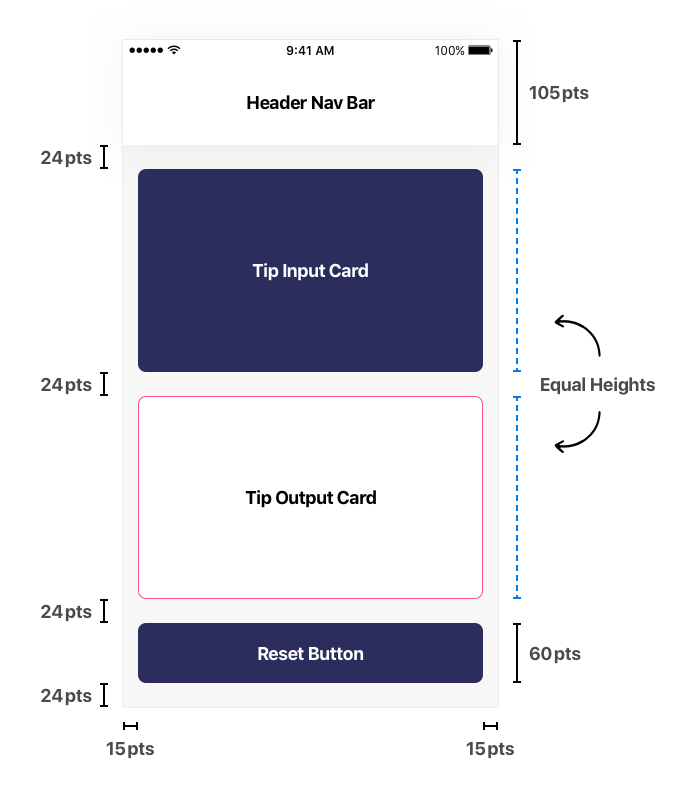 9:41 AM
100%
Header Nav Bar
105pts
24pts
Tip Input Card
24pts
Equal Heights
Tip Output Card
24pts
Reset Button
60pts
24pts
15pts
15pts